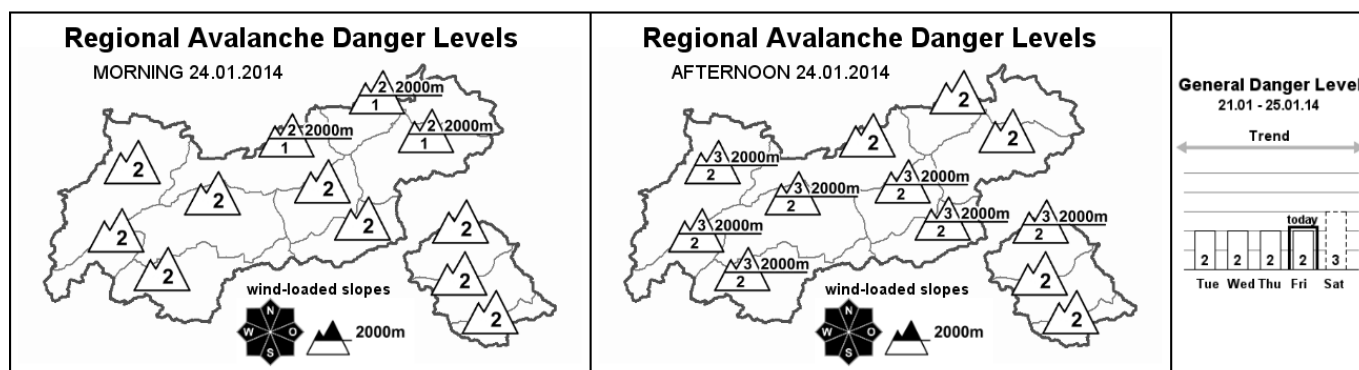 Regional Avalanche Danger Levels
MORNING 24.01.2014
2 2000m
1
2 2000m
1
2 2000m
1
2
2
2
2
2
2
2
2
2
wind-loaded slopes
N
W O
S
2000m
Regional Avalanche Danger Levels
AFTERNOON 24.01.2014
2
2
2
3 2000m
2
3 2000m
2
3 2000m
2
3 2000m
2
3 2000m
2
3 2000m
2
3 2000m
2
2
2
wind-loaded slopes
N
W O
S
2000m
General Danger Level
21.01 - 25.01.14
Trend
today
2 2 2 2 3
Tue Wed Thu Fri Sat